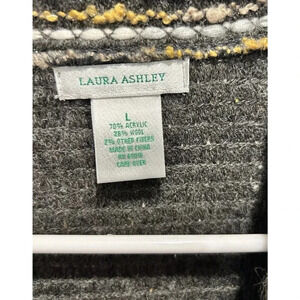 LAURA ASHLEY
L
70% ACRYLIC
28% WOOL
2% OTHER FIBERS
MADE IN CHINA
CARE OVER